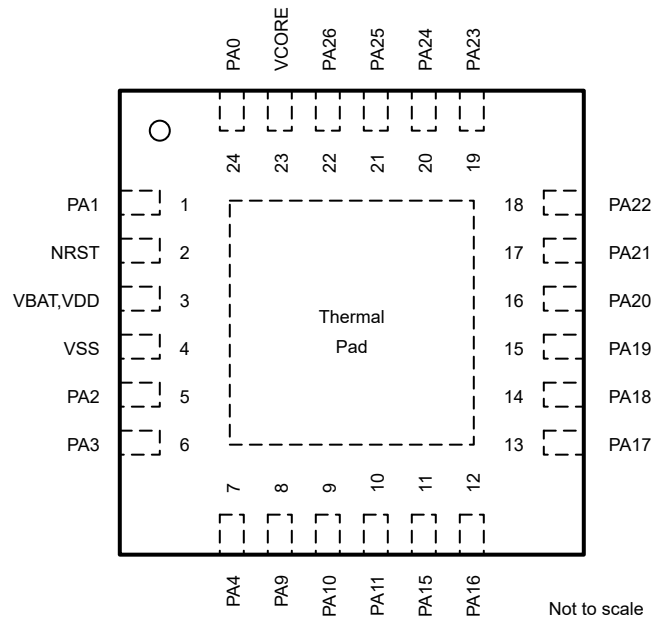 PA0
VCORE
PA26
PA25
PA24
PA23
24
23
22
21
20
19
PA1
1
NRST
2
VBAT,VDD
3
VSS
4
PA2
5
PA3
6
Thermal
Pad
18
PA22
17
PA21
16
PA20
15
PA19
14
PA18
13
PA17
7
8
9
10
11
12
PA4
PA9
PA10
PA11
PA15
PA16
Not to scale